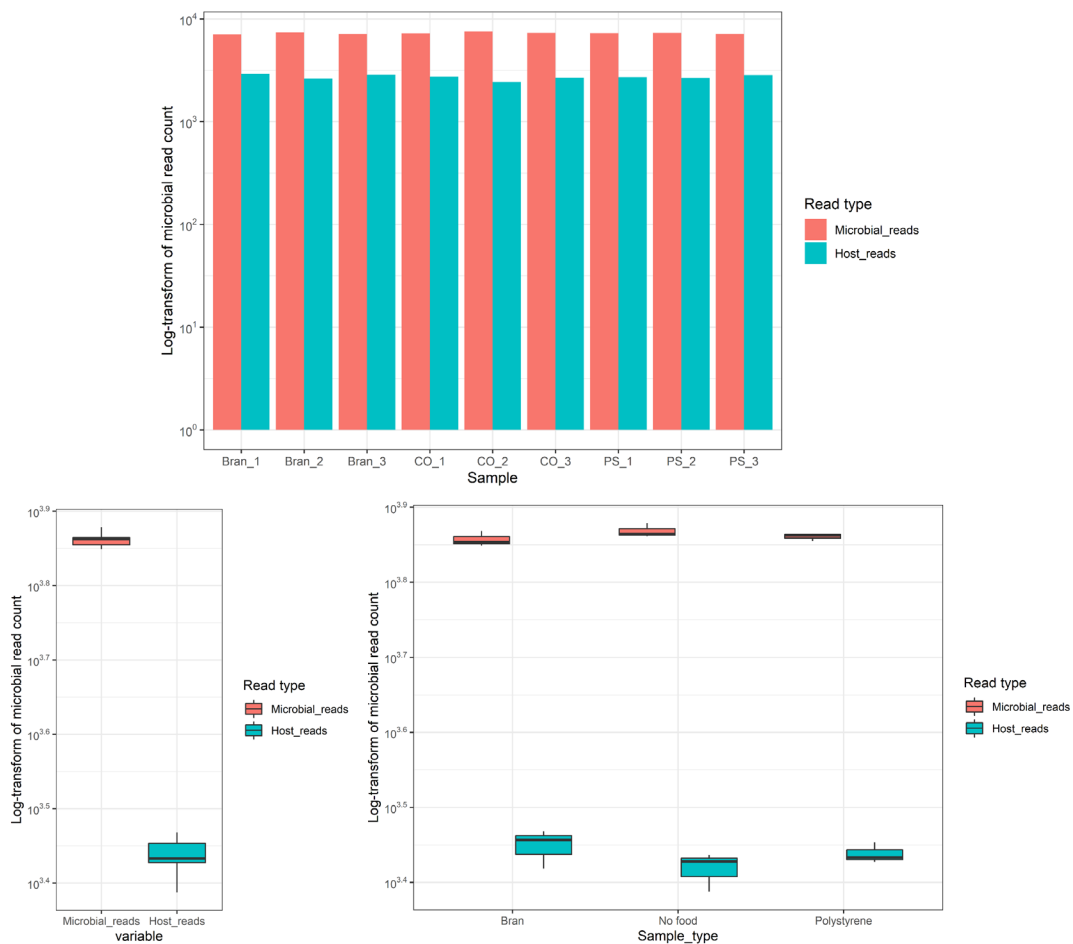 Log-transform of microbial read count
10^4
10^3
10^2
10^1
10^0
Bran_1 Bran_2 Bran_3 CO_1 CO_2 CO_3 PS_1 PS_2 PS_3
Sample
Read type
Microbial_reads
Host_reads
Log-transform of microbial read count
10^3.9
10^3.8
10^3.7
10^3.6
10^3.5
10^3.4
Microbial_reads Host_reads
variable
Read type
Microbial_reads
Host_reads
Log-transform of microbial read count
10^3.9
10^3.8
10^3.7
10^3.6
10^3.5
10^3.4
Bran No food Polystyrene
Sample_type
Read type
Microbial_reads
Host_reads